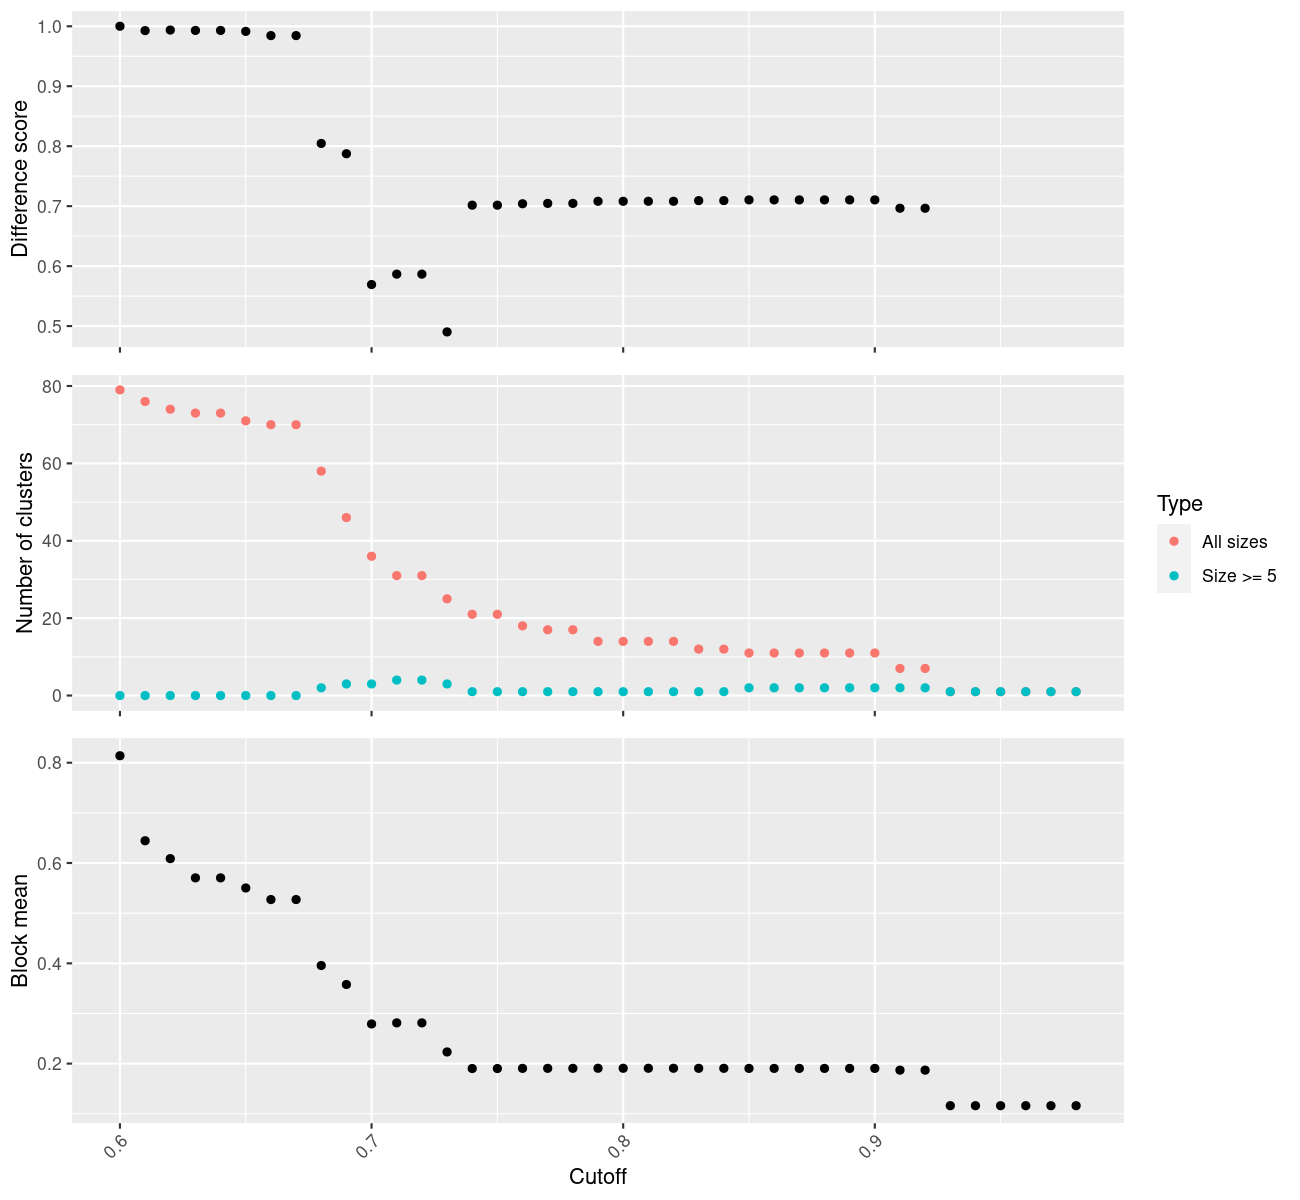 Difference score
1.0
0.9
0.8
0.7
0.6
0.5
Number of clusters
80
60
40
20
0
Type
All sizes
Size >= 5
Block mean
0.8
0.6
0.4
0.2
0.6
0.7
0.8
0.9
Cutoff